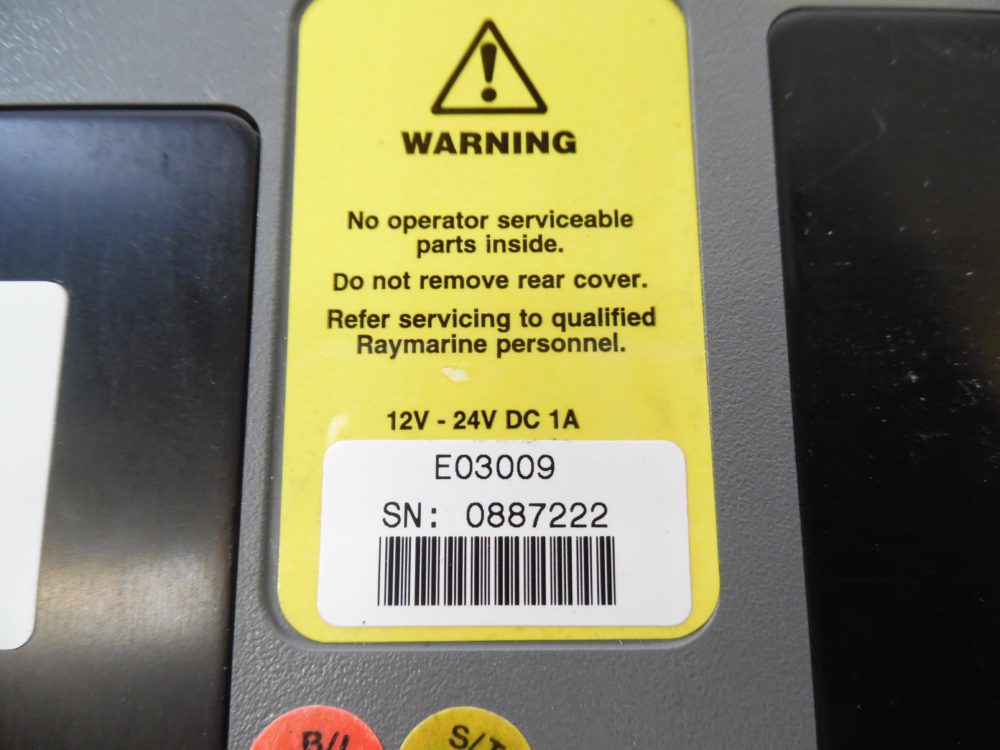 WARNING
No operator serviceable
parts inside.
Do not remove rear cover.
Refer servicing to qualified
Raymarine personnel.
12V - 24V DC 1A
E03009
SN: 0887222